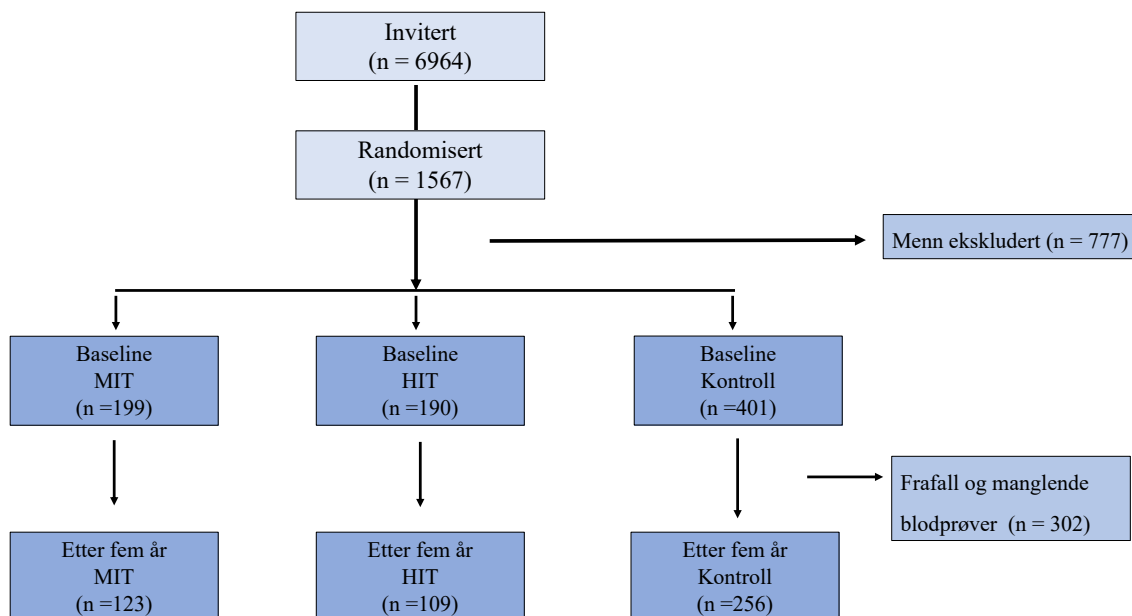 Invitert
(n = 6964)
Randomisert
(n = 1567)
Menn ekskludert (n = 777)
Baseline
MIT
(n =199)
Baseline
HIT
(n =190)
Baseline
Kontroll
(n =401)
Frafall og manglende
blodprøver (n = 302)
Etter fem år
MIT
(n =123)
Etter fem år
HIT
(n =109)
Etter fem år
Kontroll
(n =256)